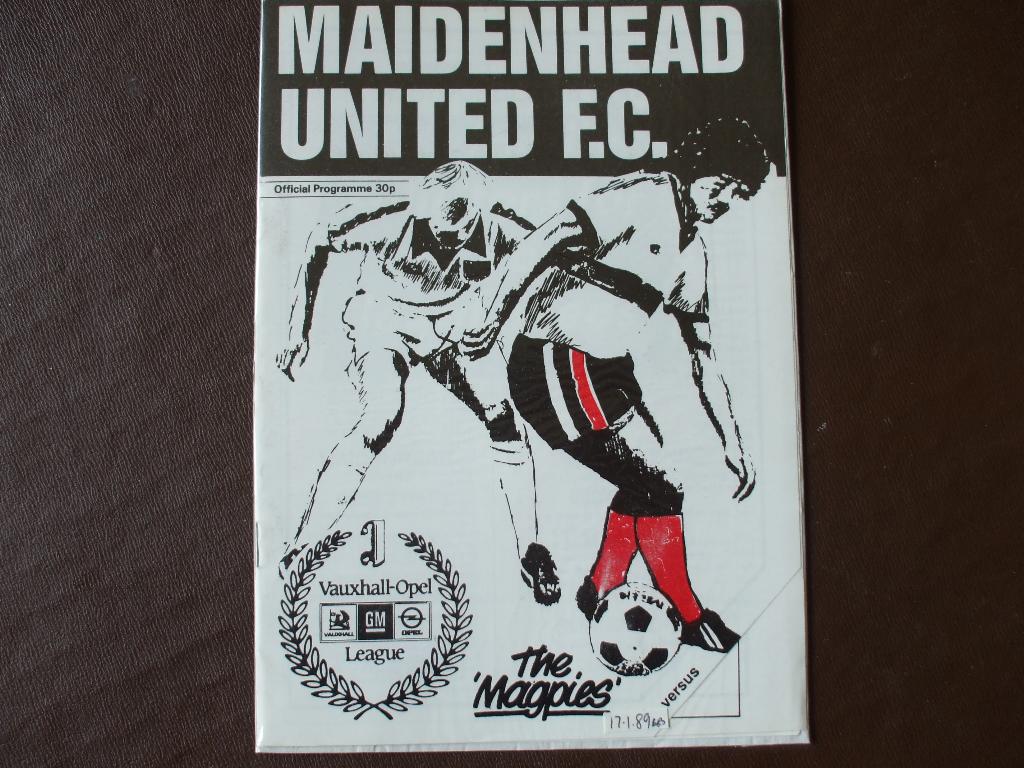 MAIDENHEAD
UNITED F.C.
Official Programme 30p
Vauxhall-Opel
VAUXHALL GM OPEL
League
The
'Magpies'
versus
17.1.89